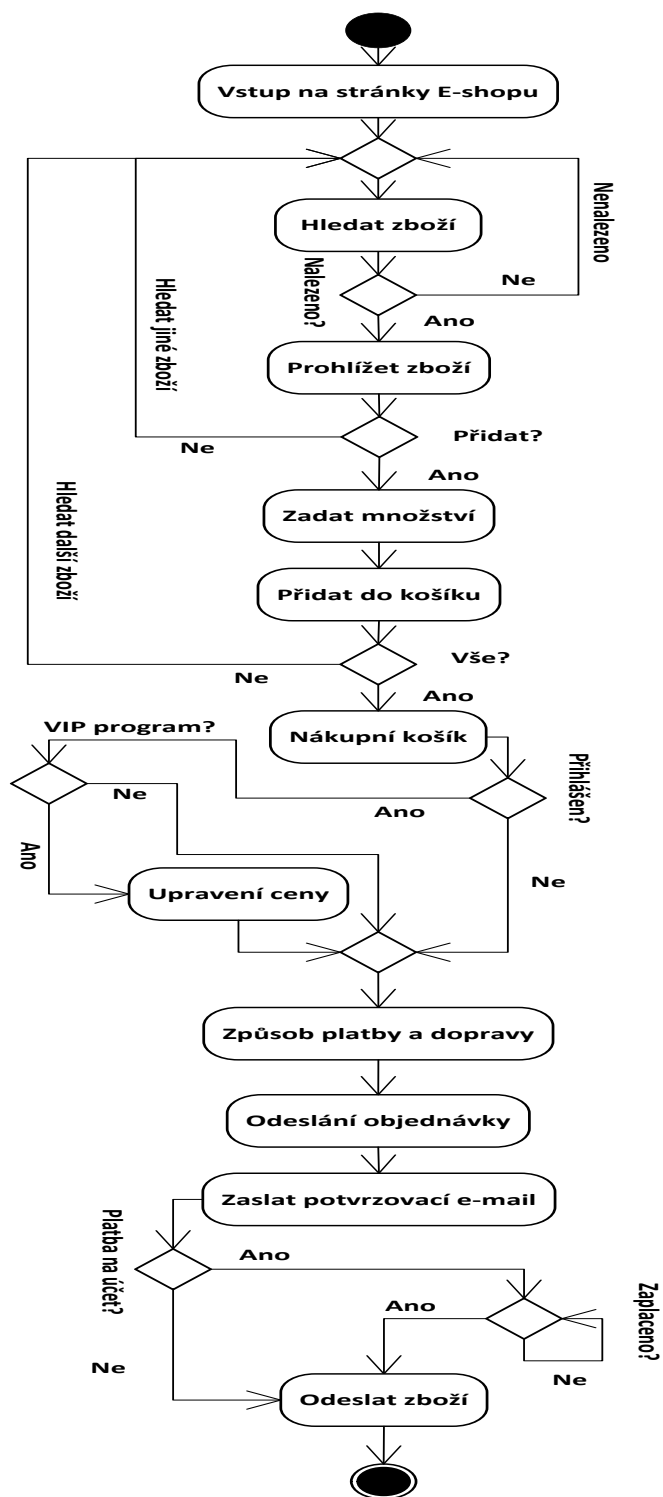 Vstup na stránky E-shopu
Hledat zboží
Nenalezeno
Nalezeno?
Ne
Ano
Hledat jiné zboží
Prohlížet zboží
Přidat?
Ne
Ano
Hledat další zboží
Zadat množství
Přidat do košíku
Vše?
Ne
Ano
VIP program?
Nákupní košík
Přihlášen?
Ne
Ano
Ano
Ne
Upravení ceny
Způsob platby a dopravy
Odeslání objednávky
Zaslat potvrzovací e-mail
Platba na účet?
Ano
Zaplaceno?
Ano
Ne
Ne
Odeslat zboží